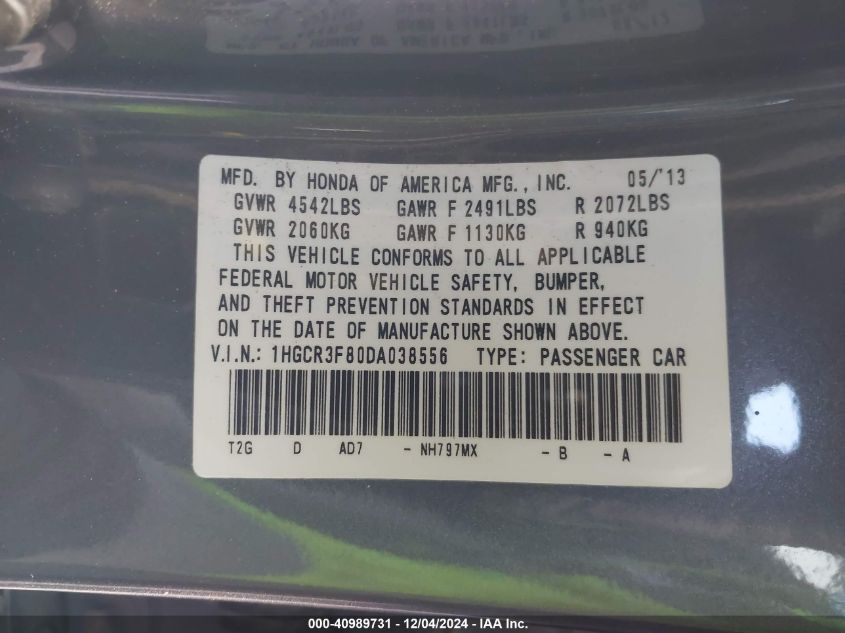 MFD. BY HONDA OF AMERICA MFG., INC. 05/'13
GVWR 4542LBS GAWR F 2491LBS R 2072LBS
GVWR 2060KG GAWR F 1130KG R 940KG
THIS VEHICLE CONFORMS TO ALL APPLICABLE
FEDERAL MOTOR VEHICLE SAFETY, BUMPER,
AND THEFT PREVENTION STANDARDS IN EFFECT
ON THE DATE OF MANUFACTURE SHOWN ABOVE.
V.I.N.: 1HGCR3F80DA038556 TYPE: PASSENGER CAR
T2G D AD7 - NH797MX - B - A
000-40989731 - 12/04/2024 - IAA Inc.